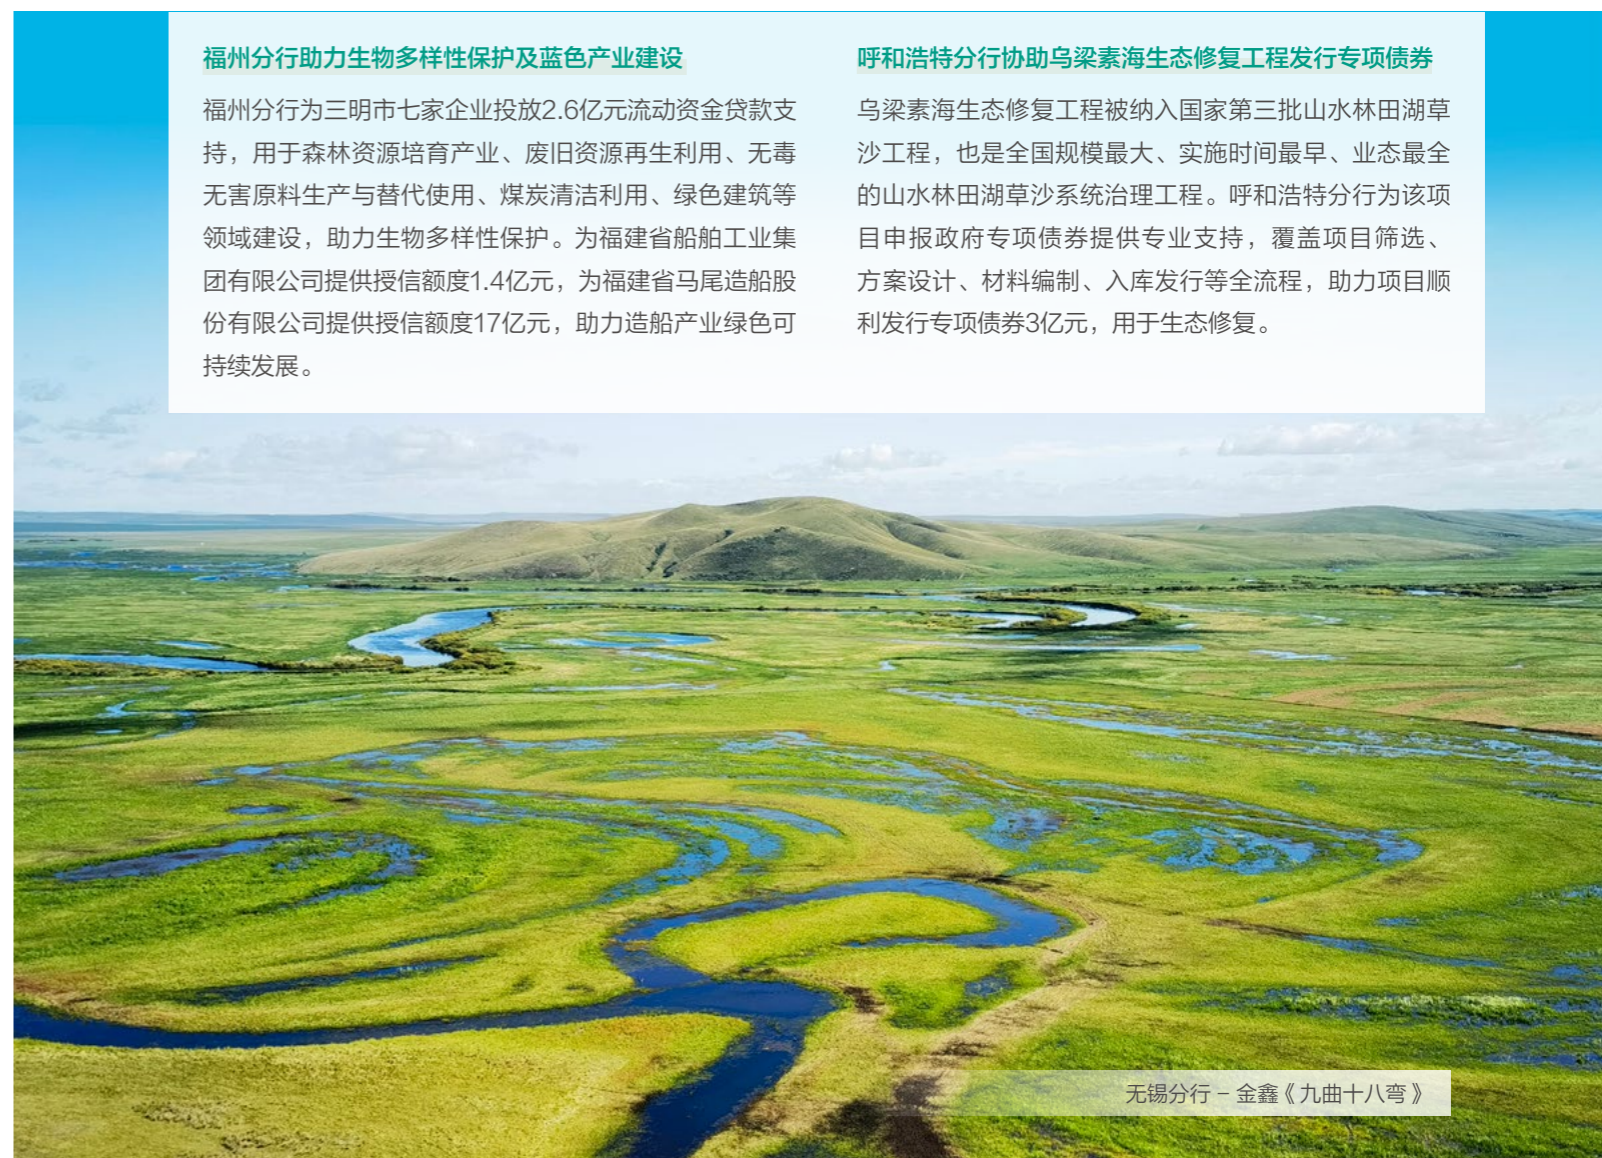 福州分行助力生物多样性保护及蓝色产业建设
福州分行为三明市七家企业投放2.6亿元流动资金贷款支
持，用于森林资源培育产业、废旧资源再生利用、无毒
无害原料生产与替代使用、煤炭清洁利用、绿色建筑等
领域建设，助力生物多样性保护。为福建省船舶工业集
团有限公司提供授信额度1.4亿元，为福建省马尾造船股
份有限公司提供授信额度17亿元，助力造船产业绿色可
持续发展。
呼和浩特分行协助乌梁素海生态修复工程发行专项债券
乌梁素海生态修复工程被纳入国家第三批山水林田湖草
沙工程，也是全国规模最大、实施时间最早、业态最全
的山水林田湖草沙系统治理工程。呼和浩特分行为该项
目申报政府专项债券提供专业支持，覆盖项目筛选、
方案设计、材料编制、入库发行等全流程，助力项目顺
利发行专项债券3亿元，用于生态修复。
无锡分行 – 金鑫《九曲十八弯》